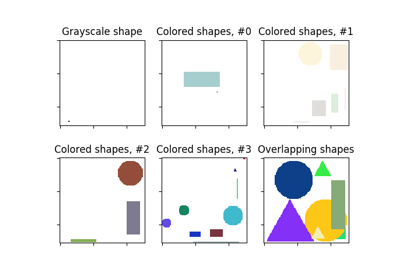 Grayscale shape
Colored shapes, #0
Colored shapes, #1
Colored shapes, #2
Colored shapes, #3
Overlapping shapes